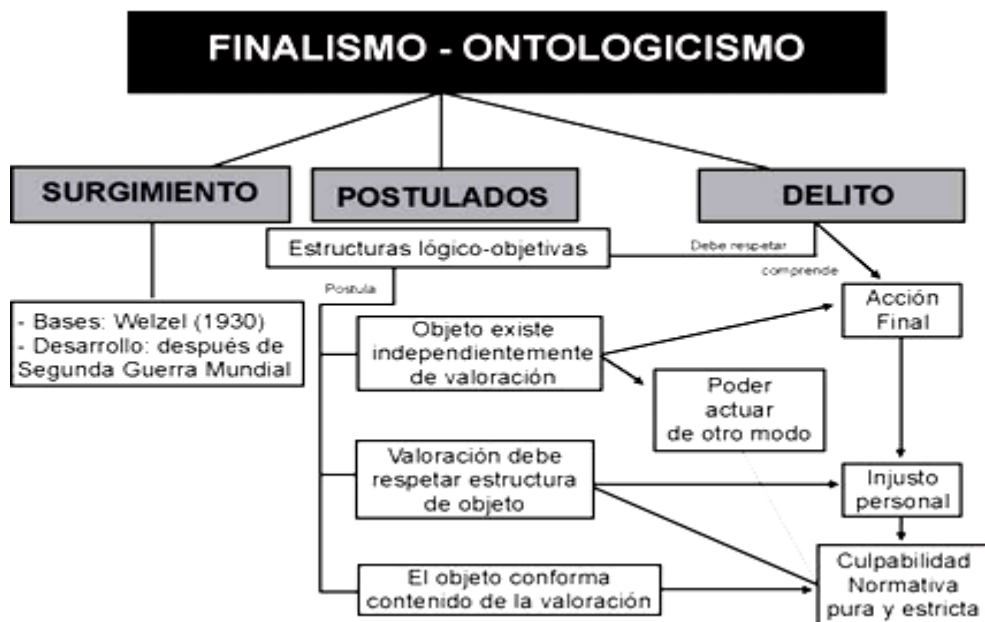 FINALISMO - ONTOLOGICISMO
SURGIMIENTO
POSTULADOS
DELITO
Estructuras lógico-objetivas
Debe respetar
comprende
Postula
- Bases: Welzel (1930)
- Desarrollo: después de
Segunda Guerra Mundial
Objeto existe
independientemente
de valoración
Acción
Final
Poder
actuar
de otro modo
Valoración debe
respetar estructura
de objeto
Injusto
personal
El objeto conforma
contenido de la valoración
Culpabilidad
Normativa
pura y estricta